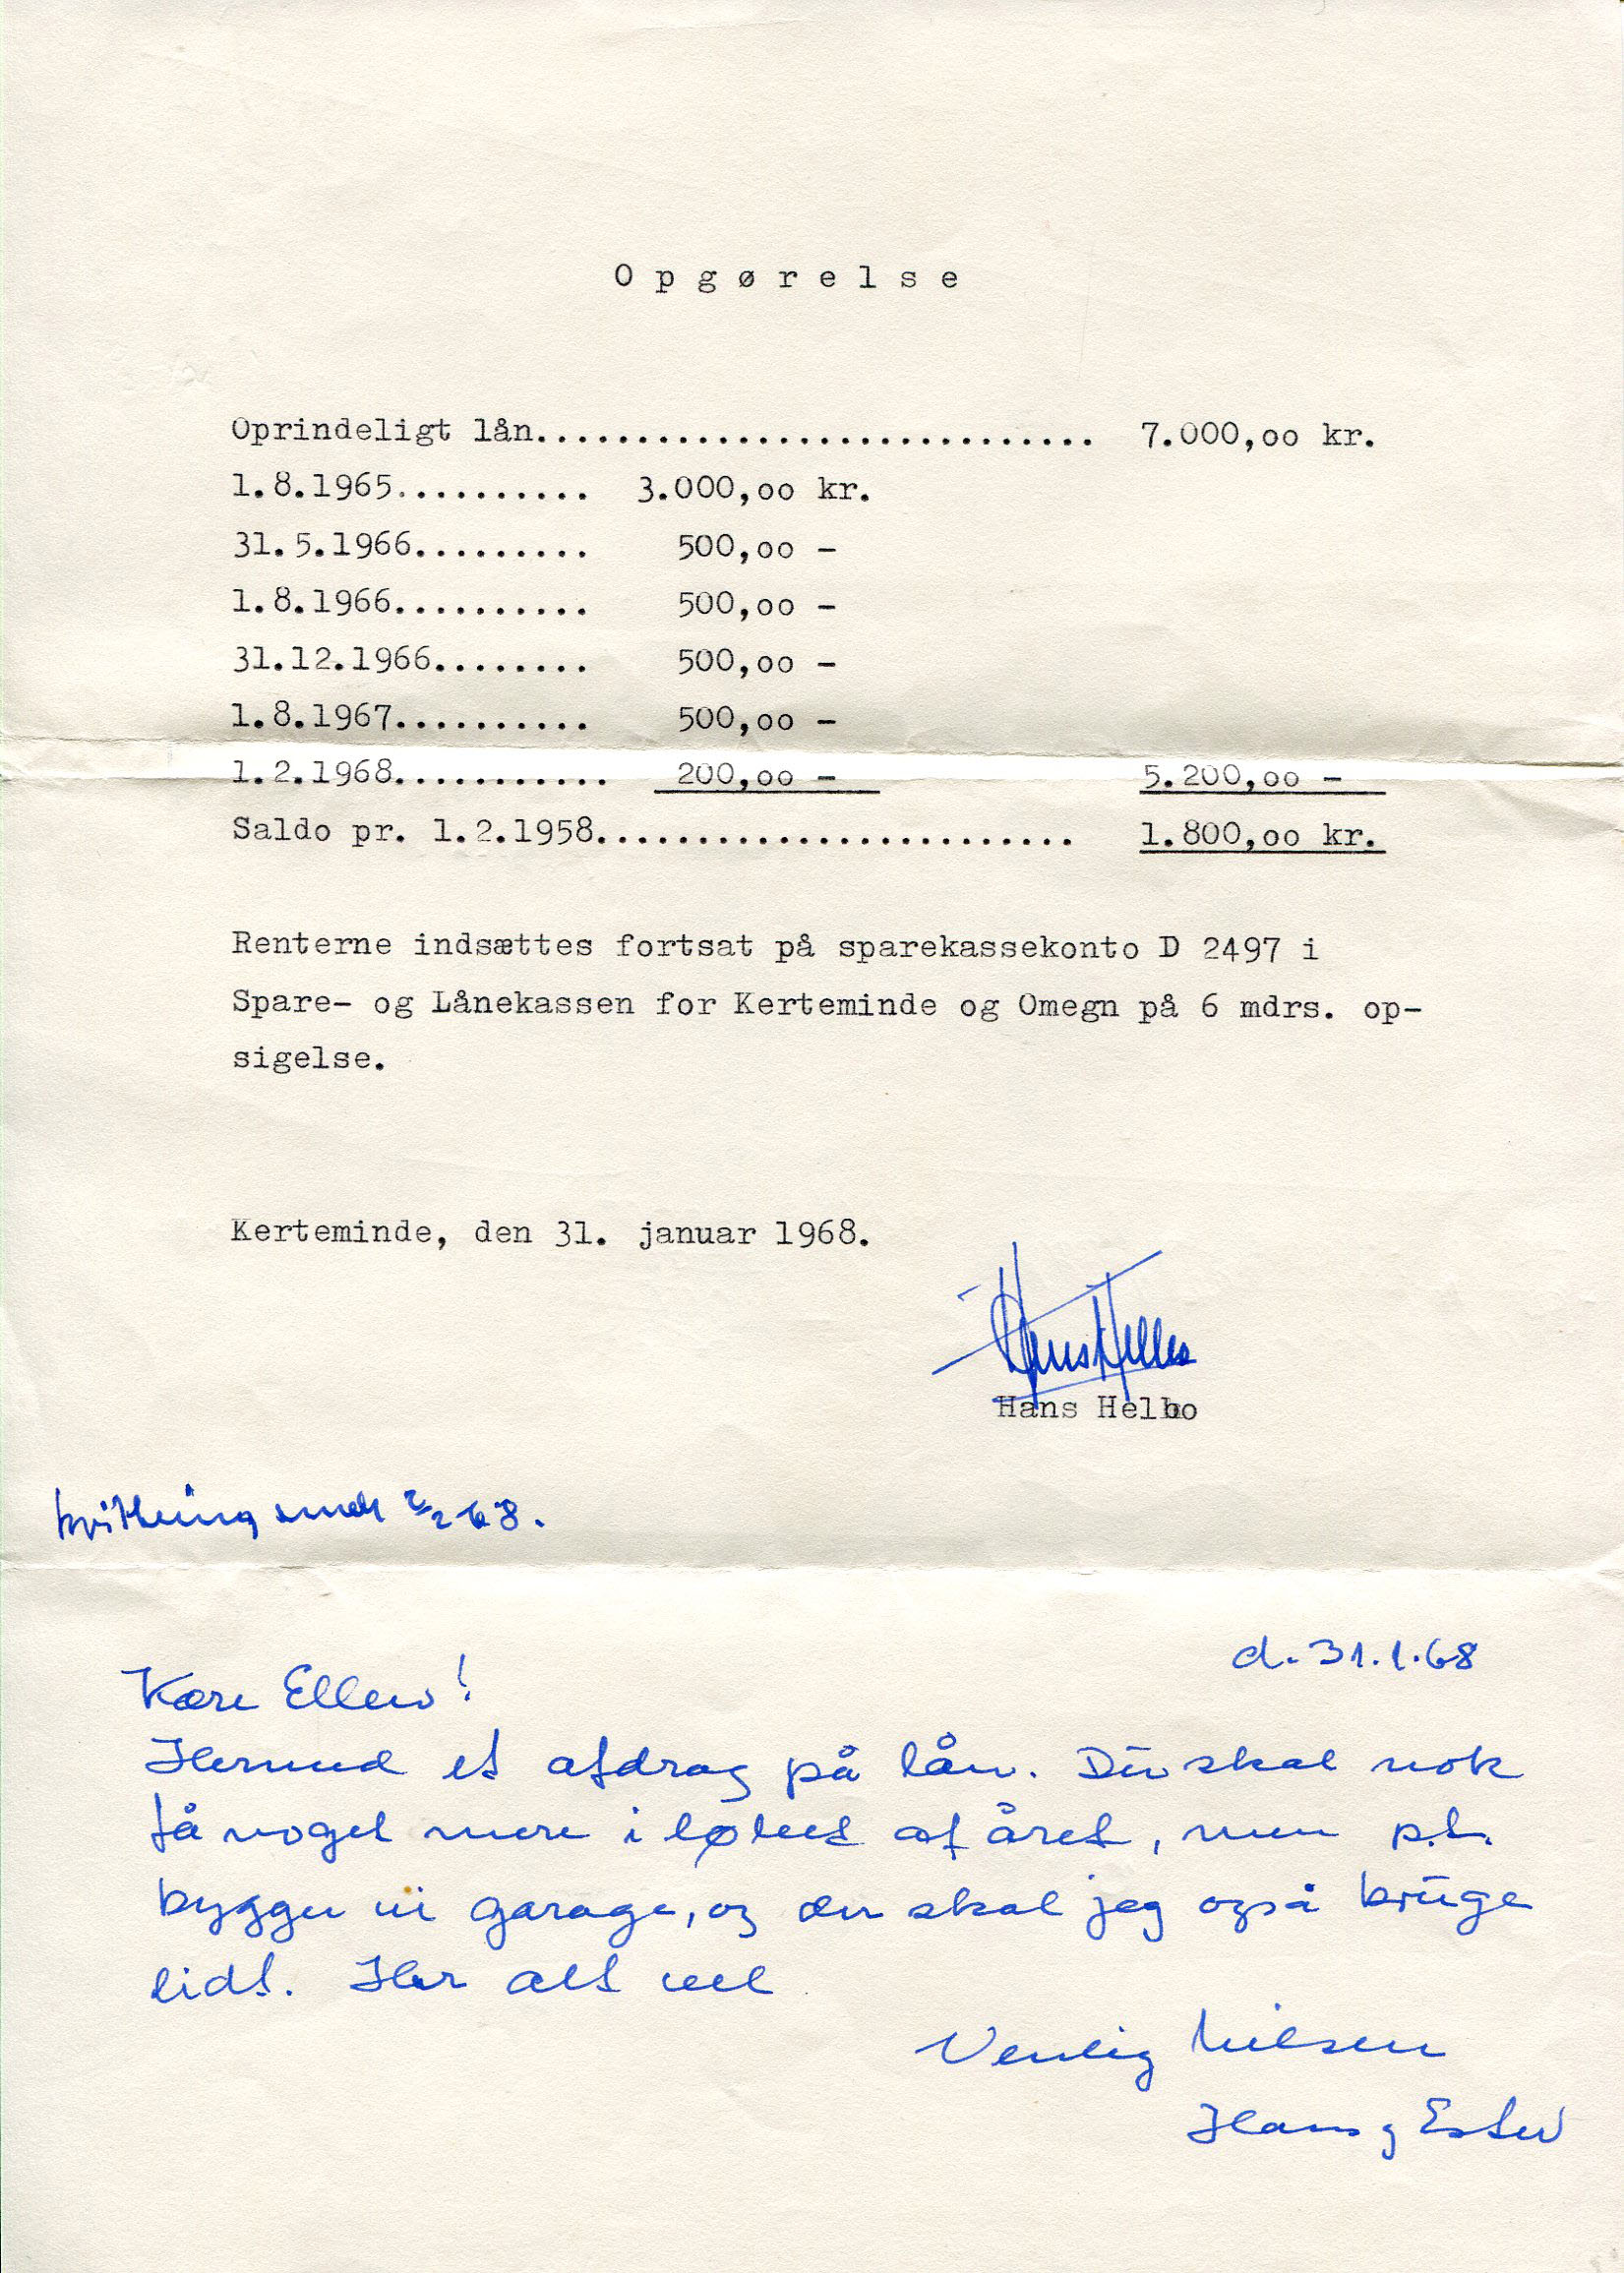 O p g ø r e l s e
Oprindeligt lån............................ 7.000,oo kr.
1.8.1965.......... 3.000,oo kr.
31.5.1966......... 500,oo -
1.8.1966.......... 500,oo -
31.12.1966........ 500,oo -
1.8.1967.......... 500,oo -
1.2.1968........... 200,oo - 5.200,oo -
Saldo pr. 1.2.1958........................ 1.800,oo kr.
Renterne indsættes fortsat på sparekassekonto D 2497 i
Spare- og Lånekassen for Kerteminde og Omegn på 6 mdrs. op-
sigelse.
Kerteminde, den 31. januar 1968.
Hans Helbo
Hans Helbo
kvittering sendt 2/2 68.
d. 31.1.68
Kære Ellen!
Hermed et afdrag på lån. Du skal nok
få noget mere i løbet af året, men p.t.
bygger vi garage, og der skal jeg også bruge
lidt. Her alt vel
Venlig hilsen
Hans og Ester